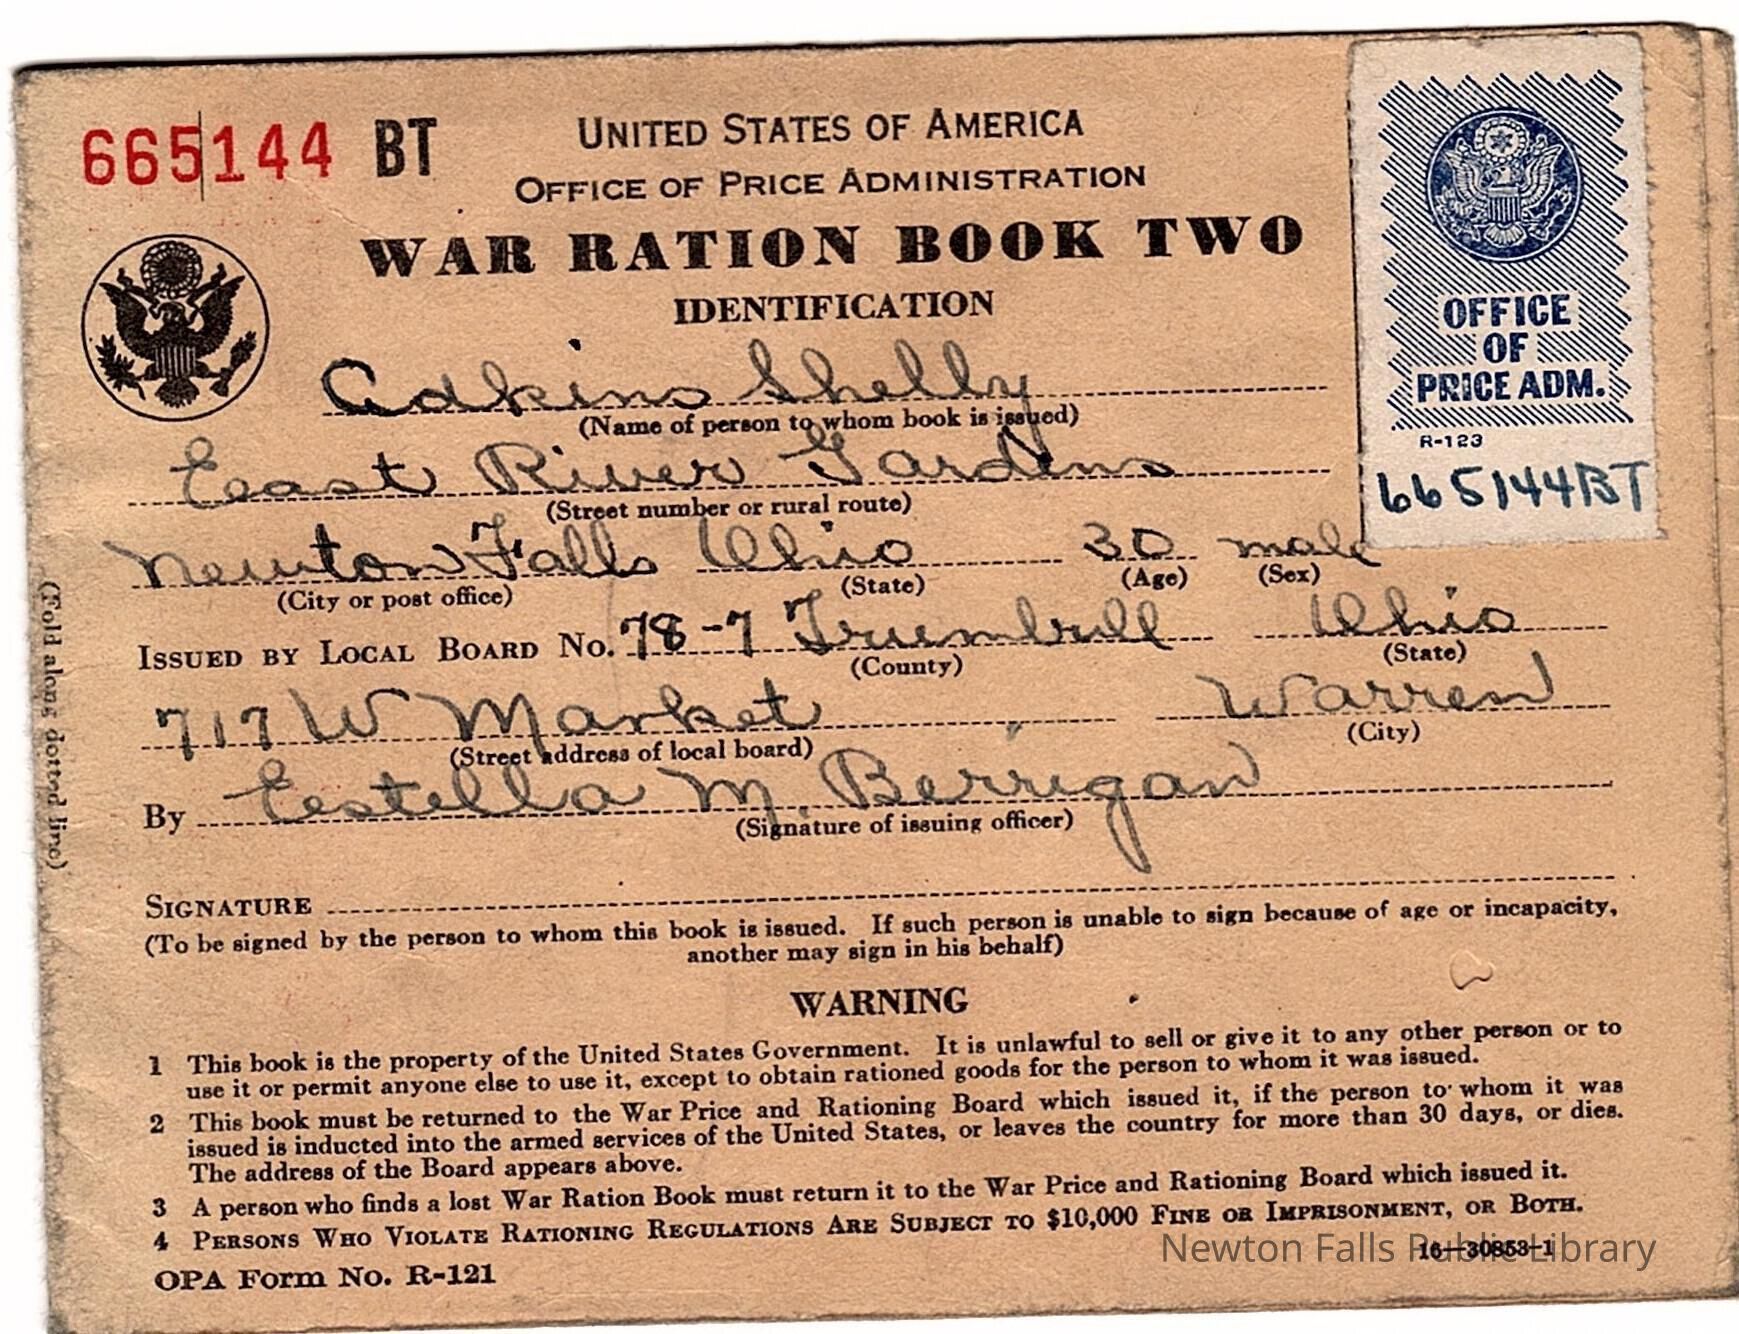 665144 BT
UNITED STATES OF AMERICA
OFFICE OF PRICE ADMINISTRATION
WAR RATION BOOK TWO
IDENTIFICATION
OFFICE
OF
PRICE ADM.
R-123
665144BT
Adkins Shelly
(Name of person to whom book is issued)
East River Gardens
(Street number or rural route)
Newton Falls Ohio 30 male
(City or post office) (State) (Age) (Sex)
ISSUED BY LOCAL BOARD NO. 78-7 Trumbull Ohio
(County) (State)
717 W Market Warren
(Street address of local board) (City)
By Estella M. Berrigan
(Signature of issuing officer)
(Fold along dotted line)
SIGNATURE
(To be signed by the person to whom this book is issued. If such person is unable to sign because of age or incapacity,
another may sign in his behalf)
WARNING
1 This book is the property of the United States Government. It is unlawful to sell or give it to any other person or to
use it or permit anyone else to use it, except to obtain rationed goods for the person to whom it was issued.
2 This book must be returned to the War Price and Rationing Board which issued it, if the person to whom it was
issued is inducted into the armed services of the United States, or leaves the country for more than 30 days, or dies.
The address of the Board appears above.
3 A person who finds a lost War Ration Book must return it to the War Price and Rationing Board which issued it.
4 PERSONS WHO VIOLATE RATIONING REGULATIONS ARE SUBJECT TO $10,000 FINE OR IMPRISONMENT, OR BOTH.
16—30853-1
OPA Form No. R-121
Newton Falls Public Library